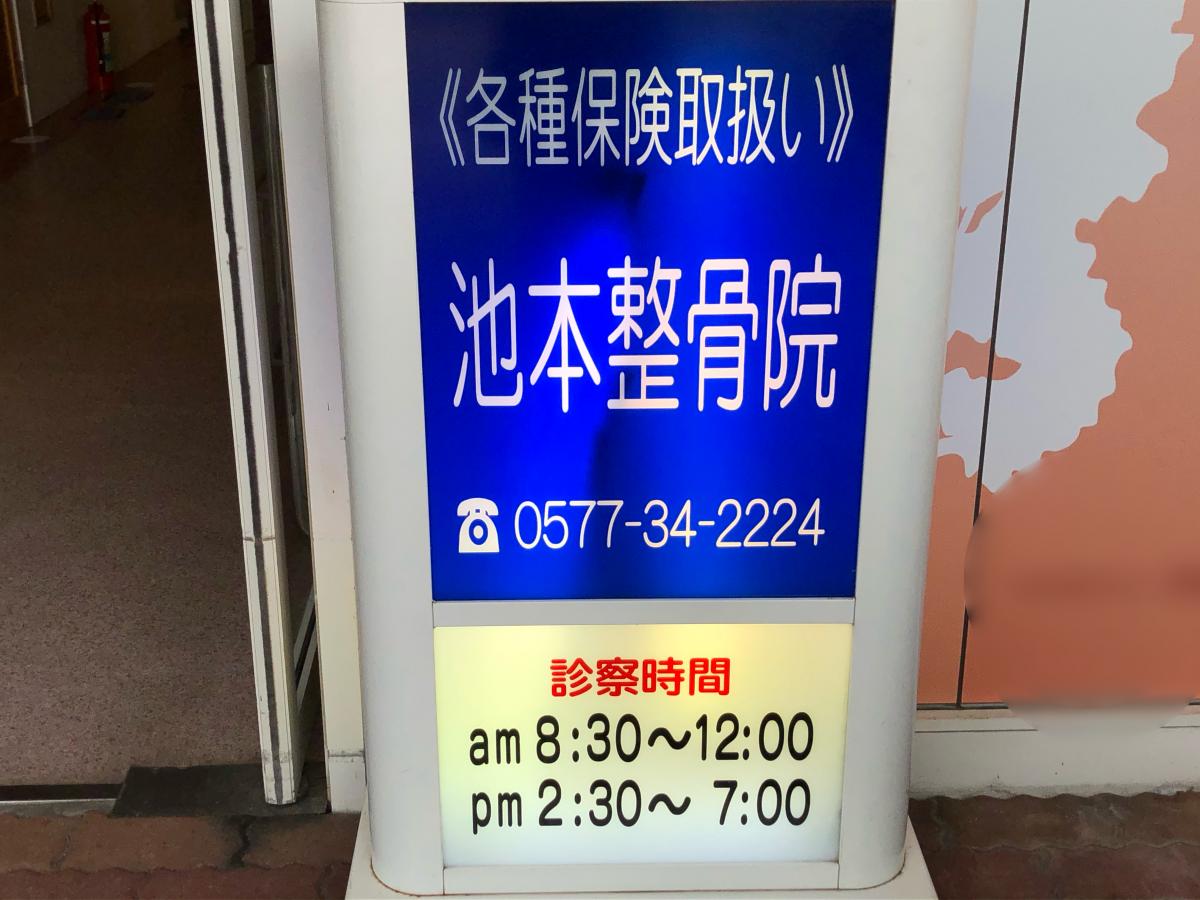 《各種保険取扱い》
池本整骨院
☎ 0577-34-2224
診察時間
am 8:30〜12:00
pm 2:30〜 7:00